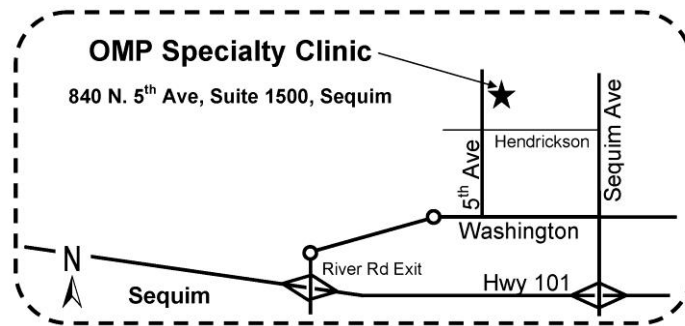 OMP Specialty Clinic
840 N. 5th Ave, Suite 1500, Sequim
Hendrickson
5th Ave
Sequim Ave
Washington
N
River Rd Exit
Hwy 101
Sequim